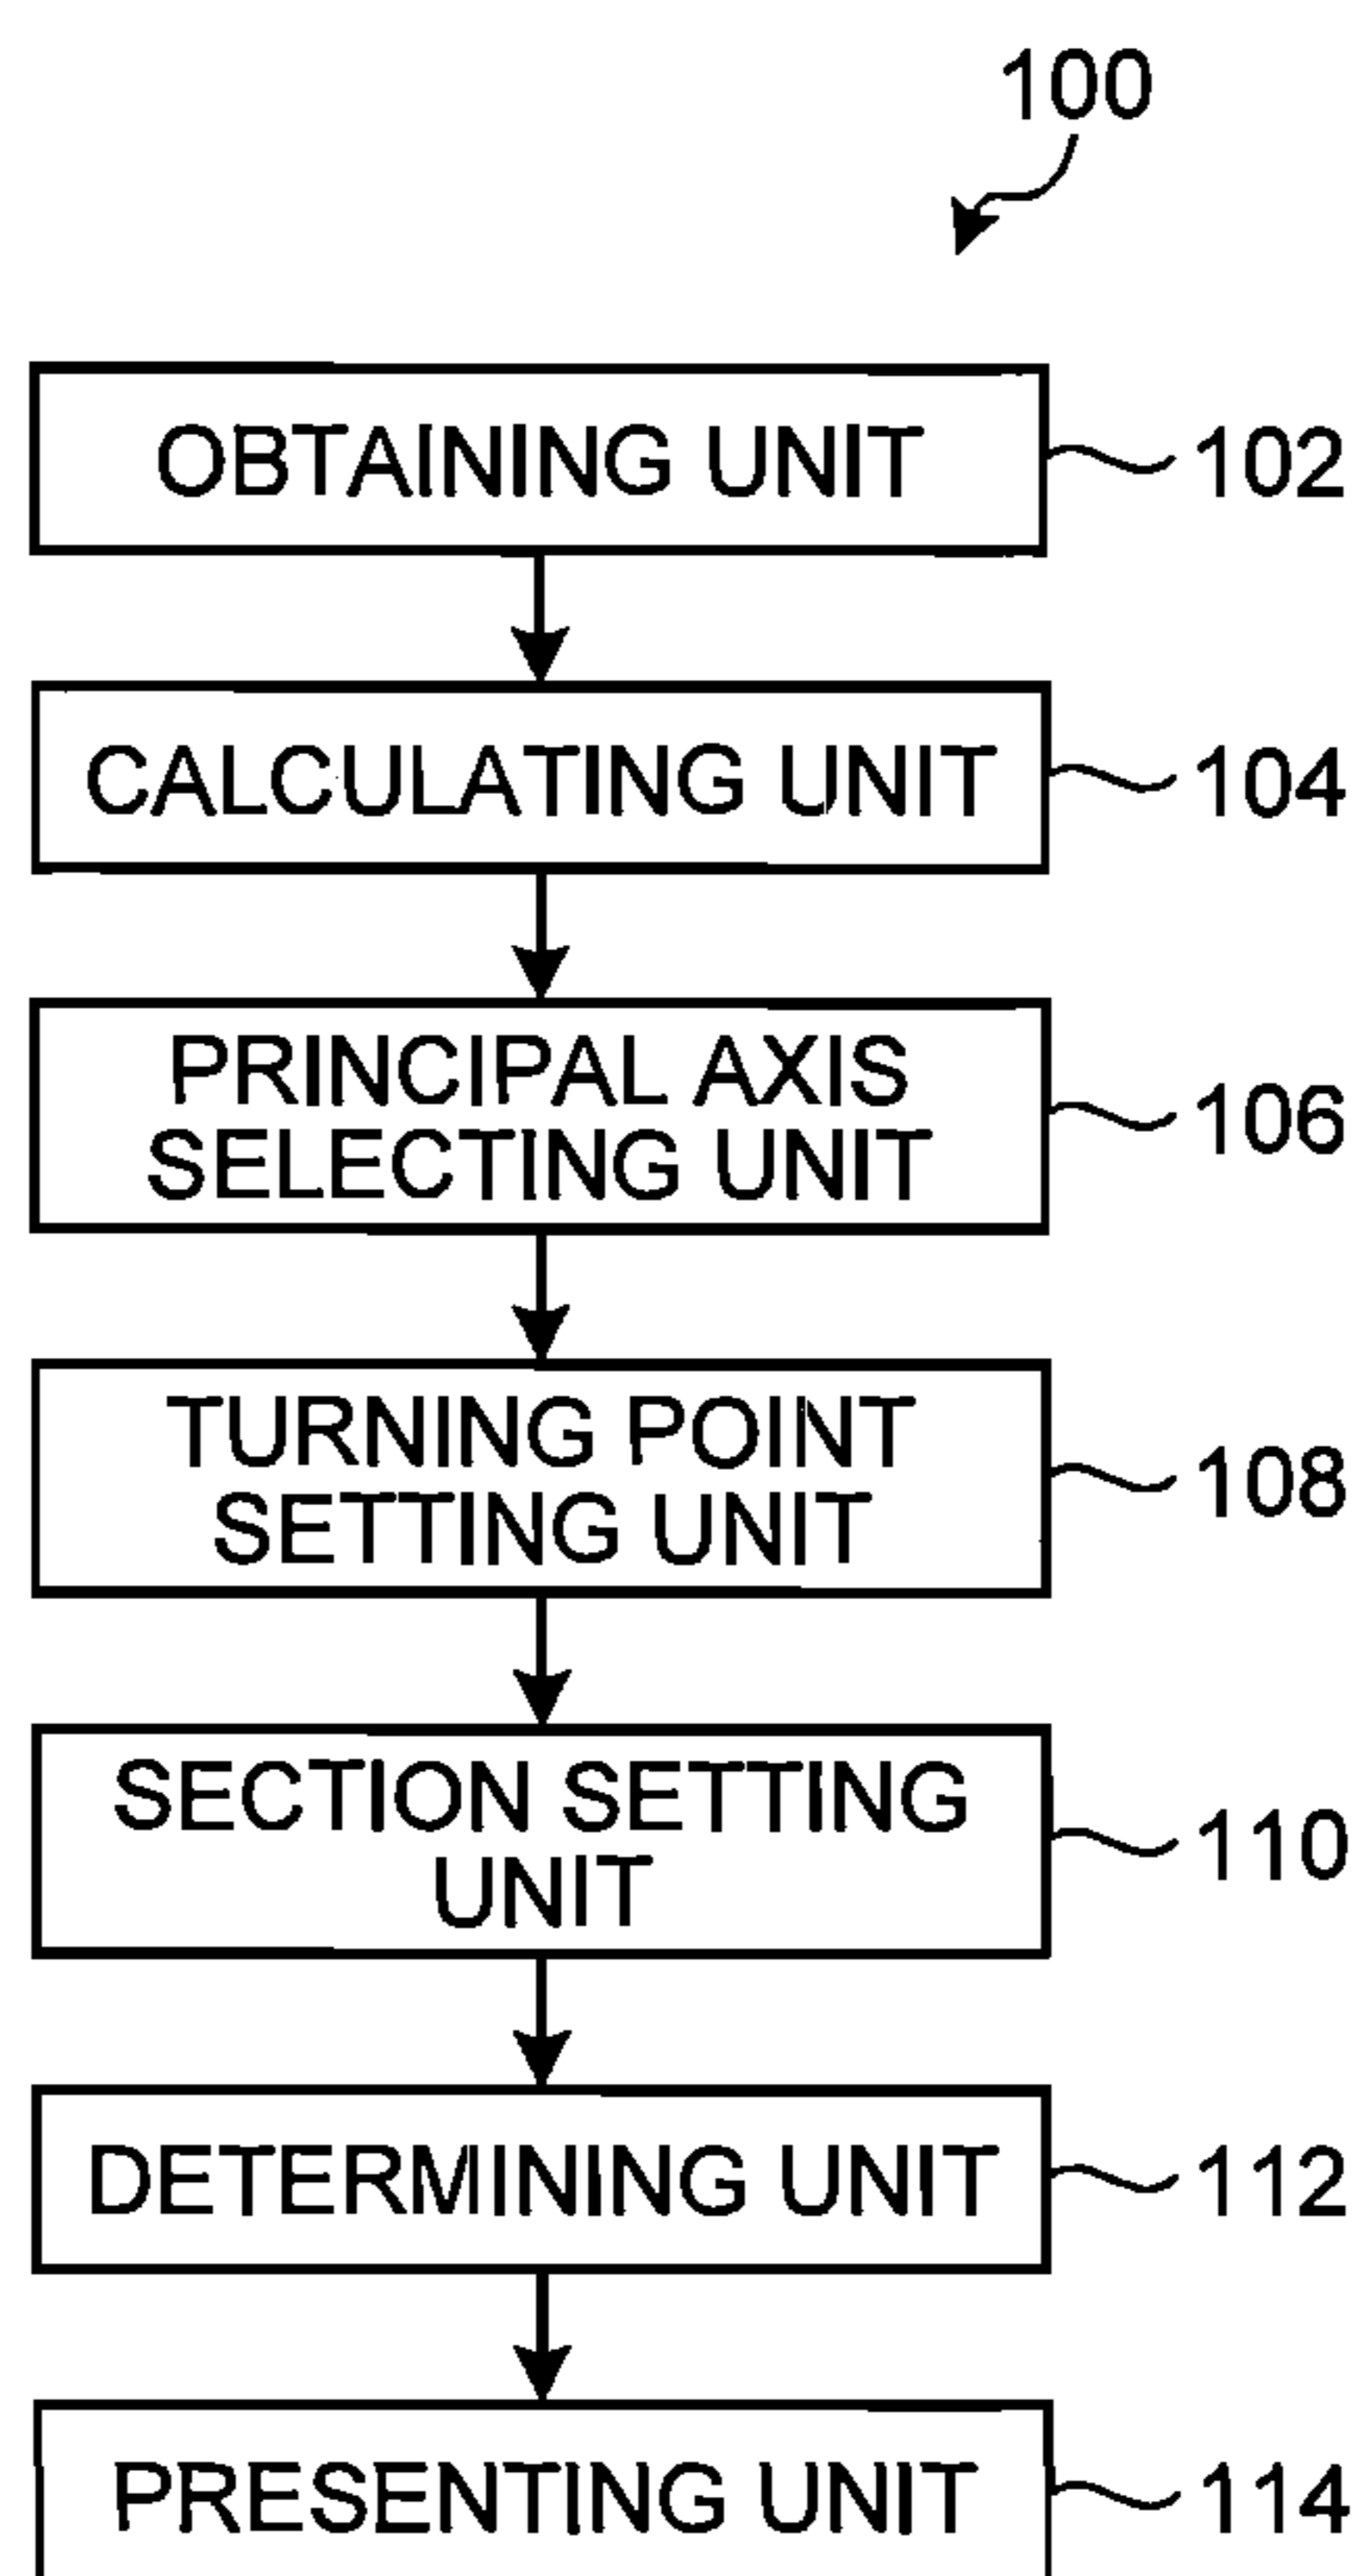 100
OBTAINING UNIT
102
CALCULATING UNIT
104
PRINCIPAL AXIS
SELECTING UNIT
106
TURNING POINT
SETTING UNIT
108
SECTION SETTING
UNIT
110
DETERMINING UNIT
112
PRESENTING UNIT
114